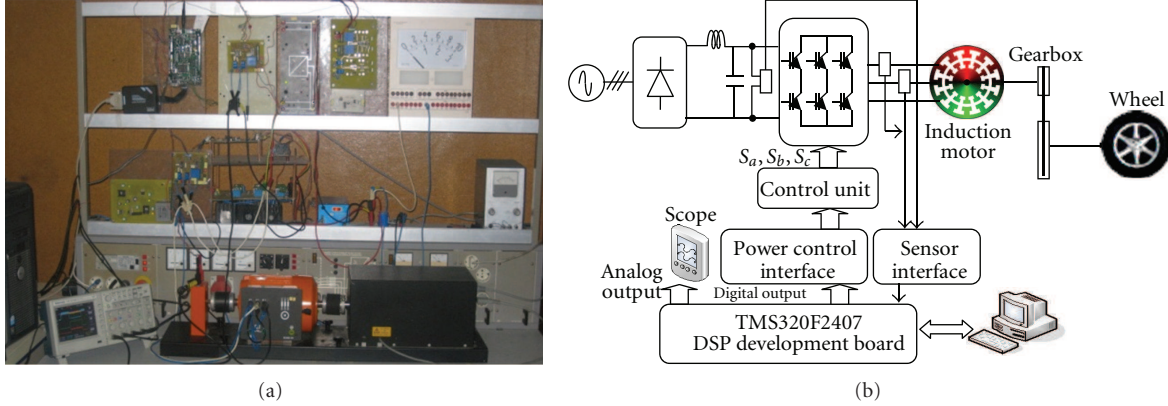 Gearbox
Wheel
Induction
motor
Sa, Sb, Sc
Control unit
Scope
Power control
interface
Sensor
interface
Analog
output
Digital output
TMS320F2407
DSP development board
(a)
(b)